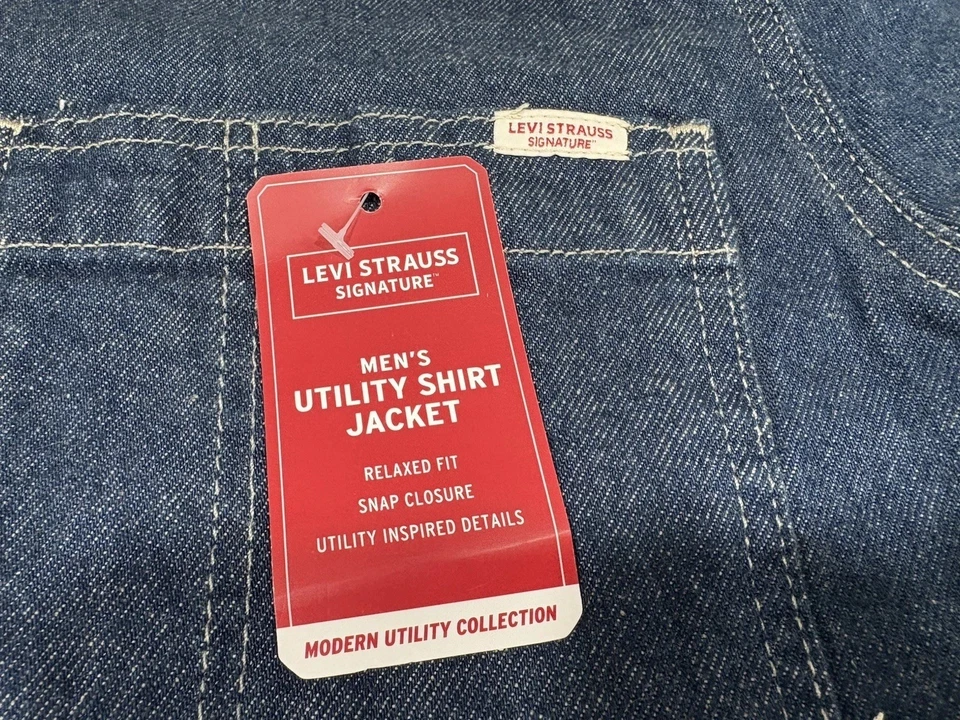 LEVI STRAUSS
SIGNATURE™
LEVI STRAUSS
SIGNATURE™
MEN'S
UTILITY SHIRT
JACKET
RELAXED FIT
SNAP CLOSURE
UTILITY INSPIRED DETAILS
MODERN UTILITY COLLECTION